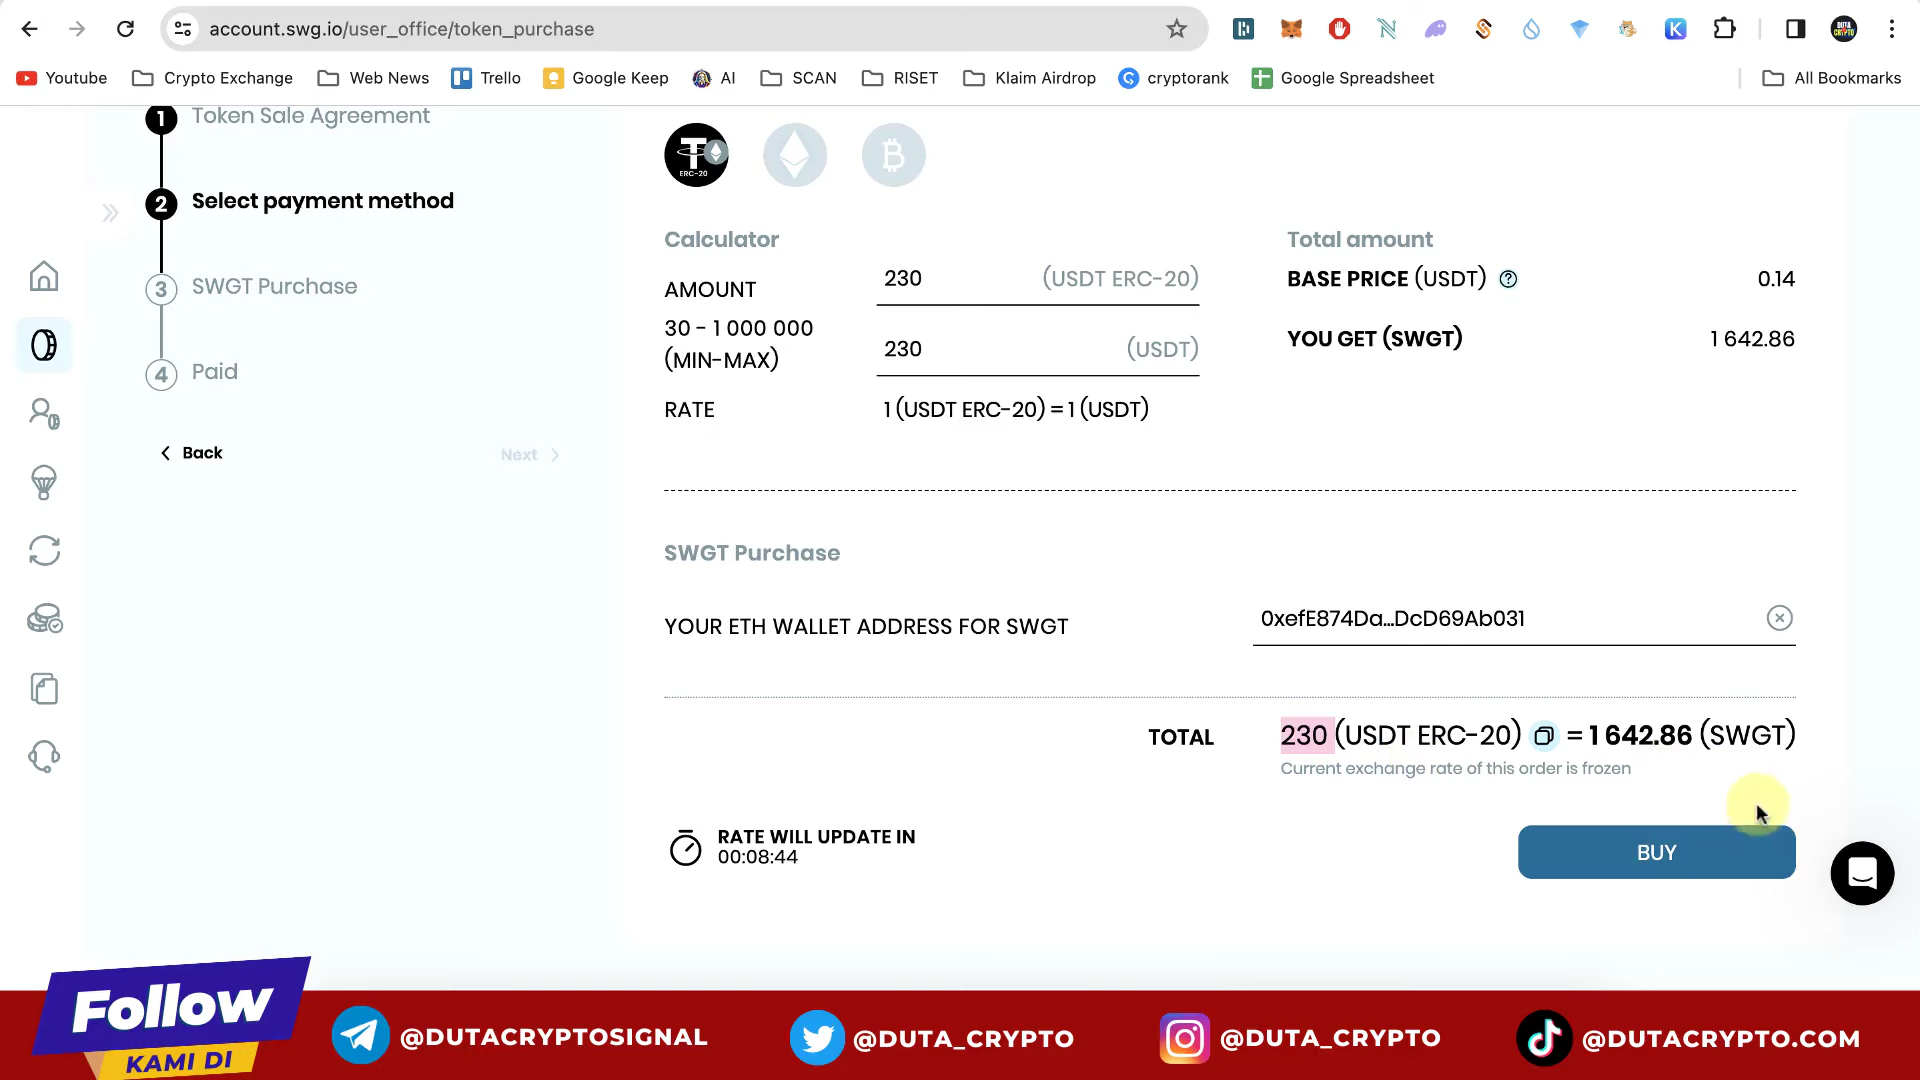 account.swg.io/user_office/token_purchase
Youtube
Crypto Exchange
Web News
Trello
Google Keep
AI
SCAN
RISET
Klaim Airdrop
cryptorank
Google Spreadsheet
All Bookmarks
1 Token Sale Agreement
2 Select payment method
3 SWGT Purchase
4 Paid
Back
Next
ERC-20
Calculator
AMOUNT
30 - 1 000 000
(MIN-MAX)
230 (USDT ERC-20)
230 (USDT)
RATE
1 (USDT ERC-20) = 1 (USDT)
Total amount
BASE PRICE (USDT) ? 0.14
YOU GET (SWGT) 1 642.86
SWGT Purchase
YOUR ETH WALLET ADDRESS FOR SWGT
0xefE874Da...DcD69Ab031
TOTAL
230 (USDT ERC-20) = 1 642.86 (SWGT)
Current exchange rate of this order is frozen
RATE WILL UPDATE IN
00:08:44
BUY
Follow
KAMI DI
@DUTACRYPTOSIGNAL
@DUTA_CRYPTO
@DUTA_CRYPTO
@DUTACRYPTO.COM